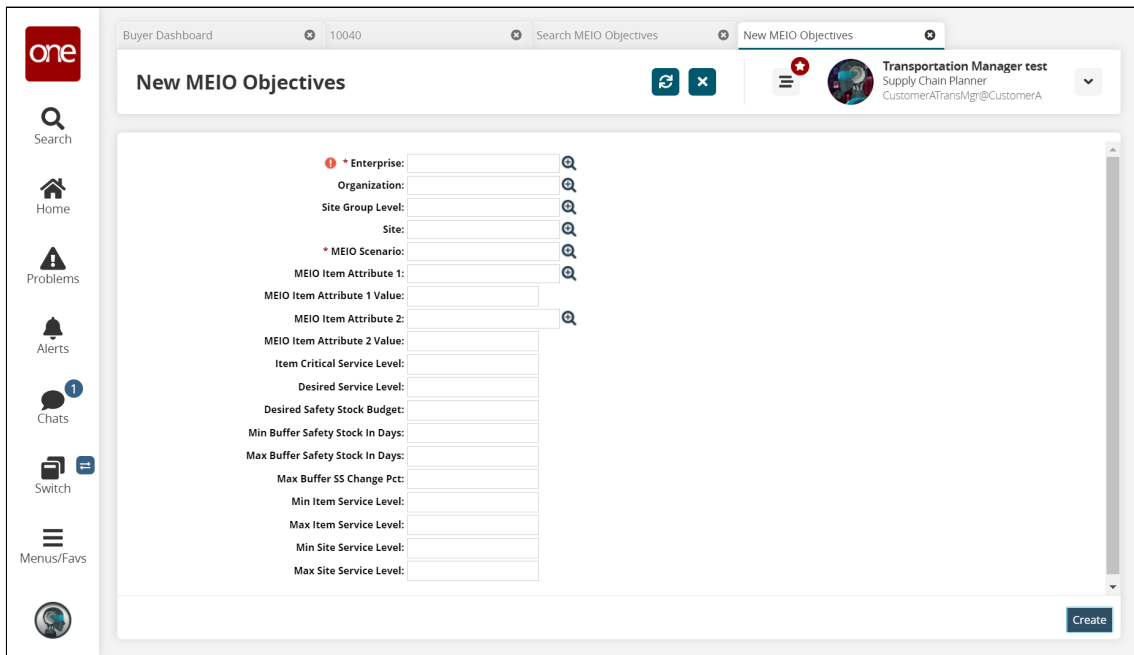 one
Search
Home
Problems
Alerts
1
Chats
Switch
Menus/Favs
Buyer Dashboard
10040
Search MEIO Objectives
New MEIO Objectives
New MEIO Objectives
Transportation Manager test
Supply Chain Planner
CustomerATransMgr@CustomerA
* Enterprise:
Organization:
Site Group Level:
Site:
* MEIO Scenario:
MEIO Item Attribute 1:
MEIO Item Attribute 1 Value:
MEIO Item Attribute 2:
MEIO Item Attribute 2 Value:
Item Critical Service Level:
Desired Service Level:
Desired Safety Stock Budget:
Min Buffer Safety Stock In Days:
Max Buffer Safety Stock In Days:
Max Buffer SS Change Pct:
Min Item Service Level:
Max Item Service Level:
Min Site Service Level:
Max Site Service Level:
Create